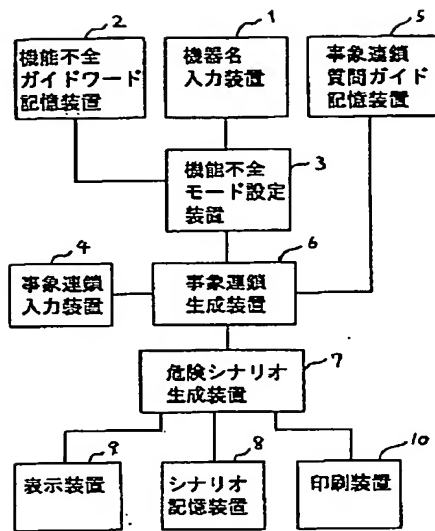 2
機能不全
ガイドワード
記憶装置
1
機器名
入力装置
5
事象連鎖
質問ガイド
記憶装置
3
機能不全
モード設定
装置
4
事象連鎖
入力装置
6
事象連鎖
生成装置
7
危険シナリオ
生成装置
9
表示装置
8
シナリオ
記憶装置
10
印刷装置